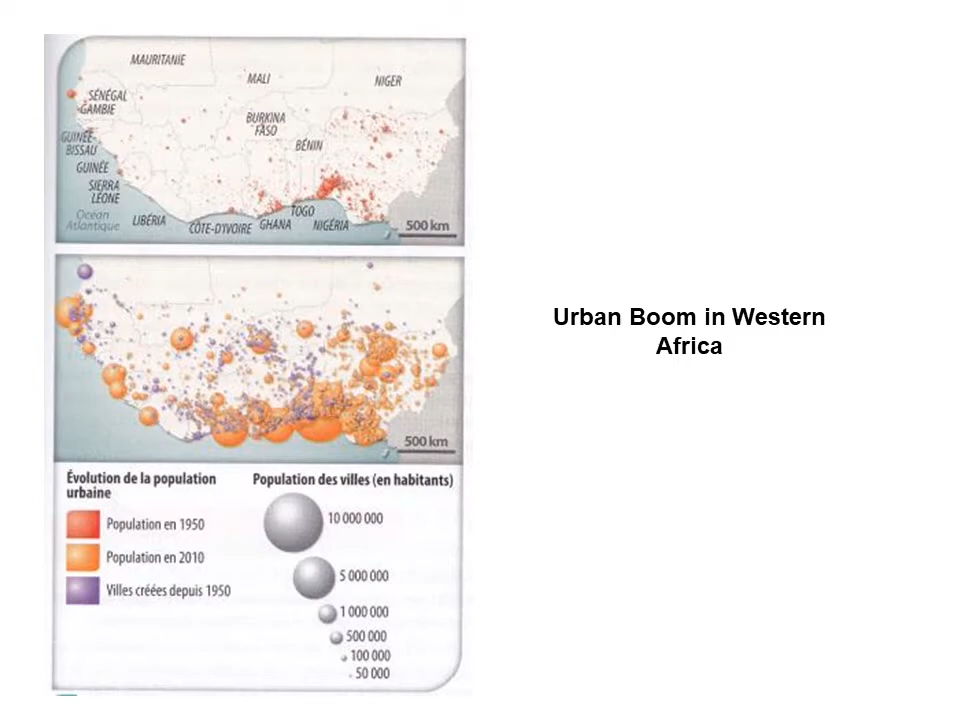 MAURITANIE
MALI
NIGER
SÉNÉGAL
GAMBIE
BURKINA
FASO
GUINÉE-
BISSAU
BÉNIN
GUINÉE
SIERRA
LÉONE
Océan
Atlantique
LIBÉRIA
CÔTE-D'IVOIRE
GHANA
TOGO
NIGÉRIA
500 km
500 km
Urban Boom in Western
Africa
Évolution de la population
urbaine
Population en 1950
Population en 2010
Villes créées depuis 1950
Population des villes (en habitants)
10 000 000
5 000 000
1 000 000
500 000
100 000
50 000